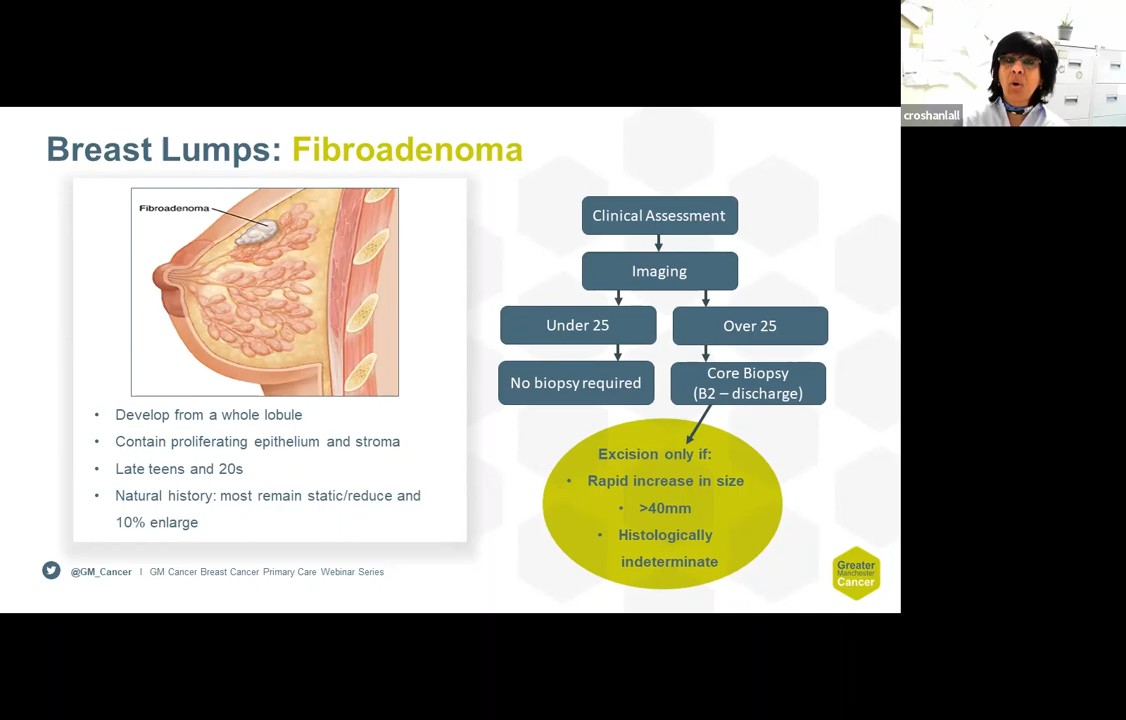 croshanlall
Breast Lumps: Fibroadenoma
Fibroadenoma
• Develop from a whole lobule
• Contain proliferating epithelium and stroma
• Late teens and 20s
• Natural history: most remain static/reduce and
10% enlarge
Clinical Assessment
Imaging
Under 25
Over 25
No biopsy required
Core Biopsy
(B2 – discharge)
Excision only if:
• Rapid increase in size
• >40mm
• Histologically
indeterminate
@GM_Cancer I GM Cancer Breast Cancer Primary Care Webinar Series
Greater
Manchester
Cancer